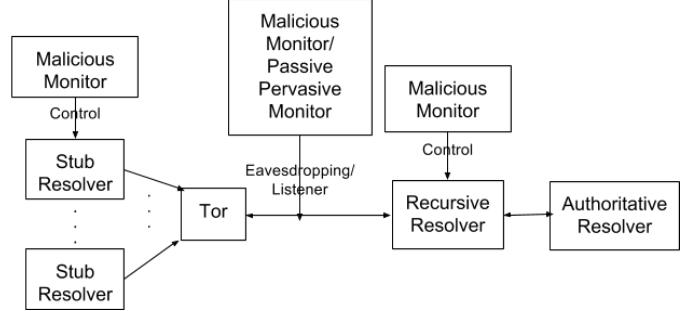 Malicious
Monitor
Control
Stub
Resolver
Stub
Resolver
Tor
Malicious
Monitor/
Passive
Pervasive
Monitor
Eavesdropping/
Listener
Malicious
Monitor
Control
Recursive
Resolver
Authoritative
Resolver